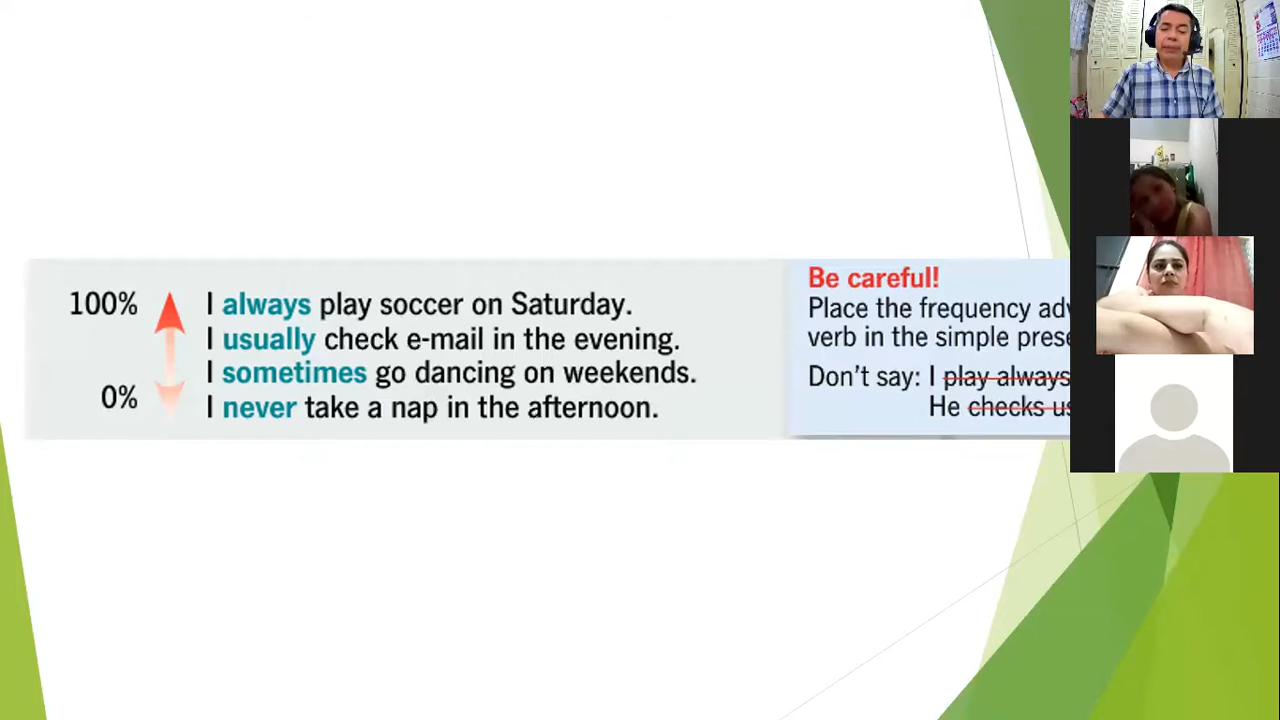 100%
I always play soccer on Saturday.
I usually check e-mail in the evening.
I sometimes go dancing on weekends.
0%
I never take a nap in the afternoon.
Be careful!
Place the frequency adv
verb in the simple prese
Don't say: I play always
He checks us